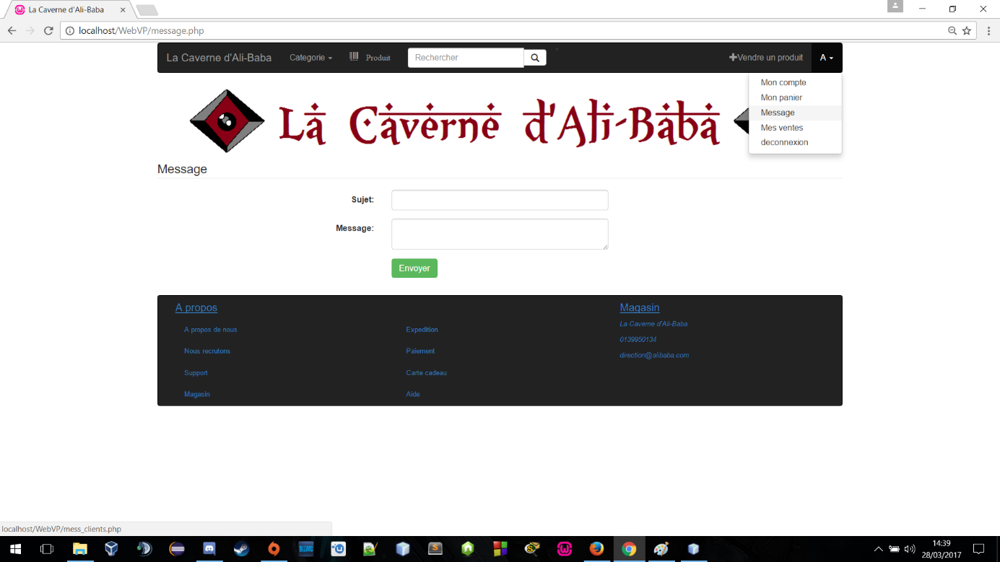 La Caverne d'Ali-Baba
localhost/WebVP/message.php
La Caverne d'Ali-Baba Categorie Produit Rechercher Vendre un produit A
Mon compte
Mon panier
Message
Mes ventes
deconnexion
La Caverne d'Ali-Baba
Message
Sujet:
Message:
Envoyer
A propos Magasin
La Caverne d'Ali-Baba
A propos de nous Expedition
0139950134
Nous recrutons Paiement
direction@alibaba.com
Support Carte cadeau
Magasin Aide
localhost/WebVP/mess_clients.php
14:39
28/03/2017